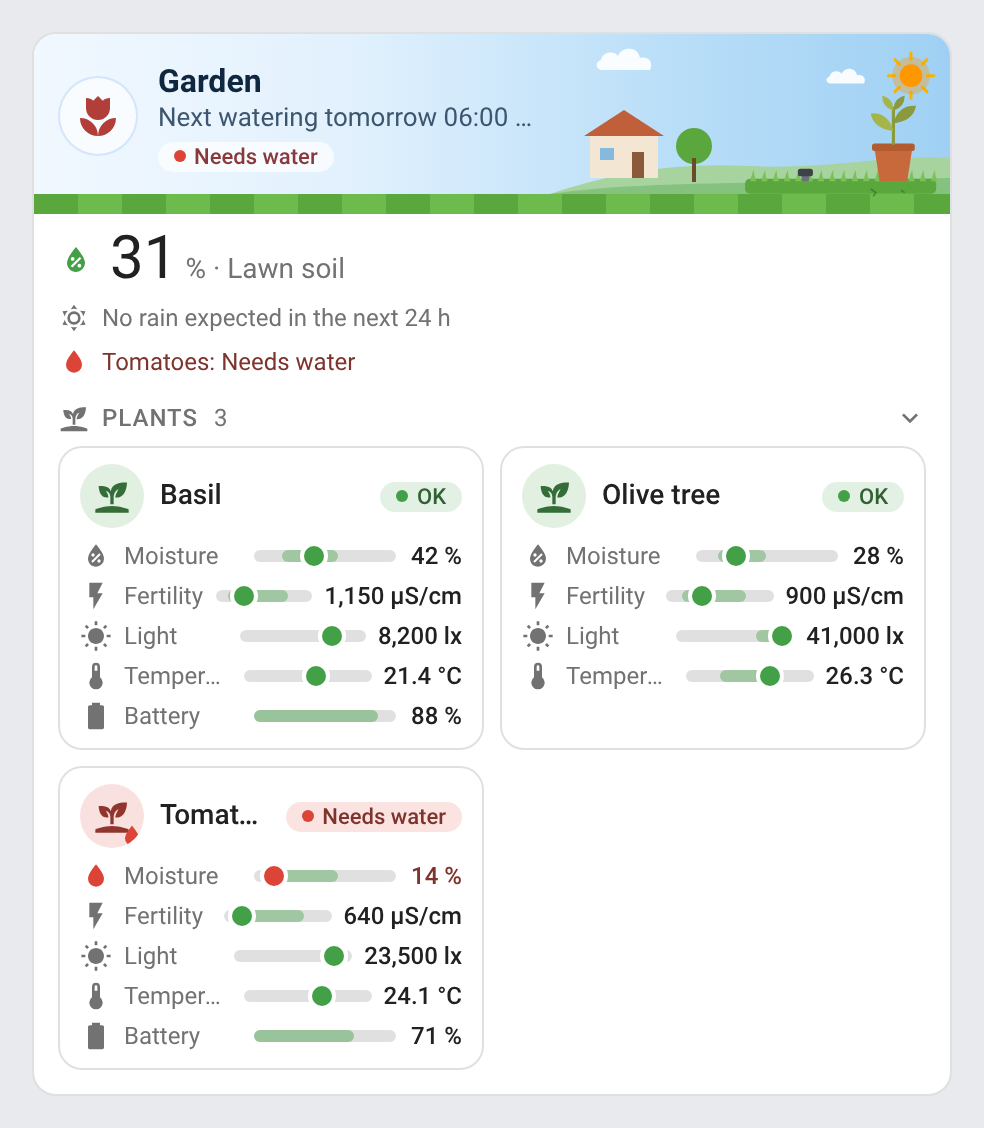 Garden
Next watering tomorrow 06:00 ...
Needs water
31 % · Lawn soil
No rain expected in the next 24 h
Tomatoes: Needs water
PLANTS 3
Basil OK
Moisture 42 %
Fertility 1,150 µS/cm
Light 8,200 lx
Temper... 21.4 °C
Battery 88 %
Olive tree OK
Moisture 28 %
Fertility 900 µS/cm
Light 41,000 lx
Temper... 26.3 °C
Tomat... Needs water
Moisture 14 %
Fertility 640 µS/cm
Light 23,500 lx
Temper... 24.1 °C
Battery 71 %